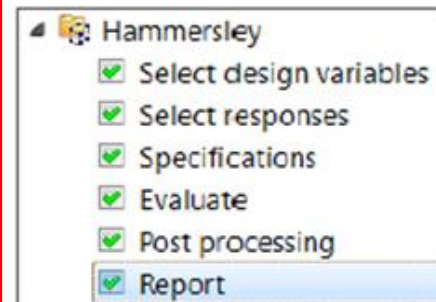 Hammersley
Select design variables
Select responses
Specifications
Evaluate
Post processing
Report